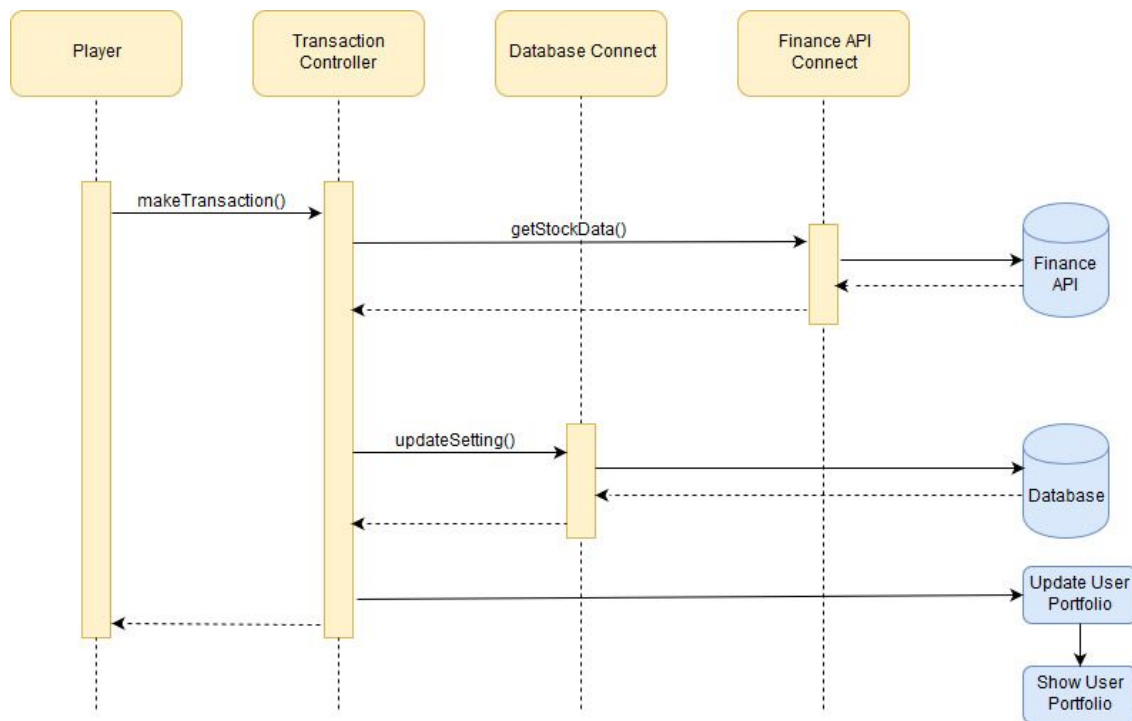 Player
Transaction
Controller
Database Connect
Finance API
Connect
makeTransaction()
getStockData()
Finance
API
updateSetting()
Database
Update User
Portfolio
Show User
Portfolio